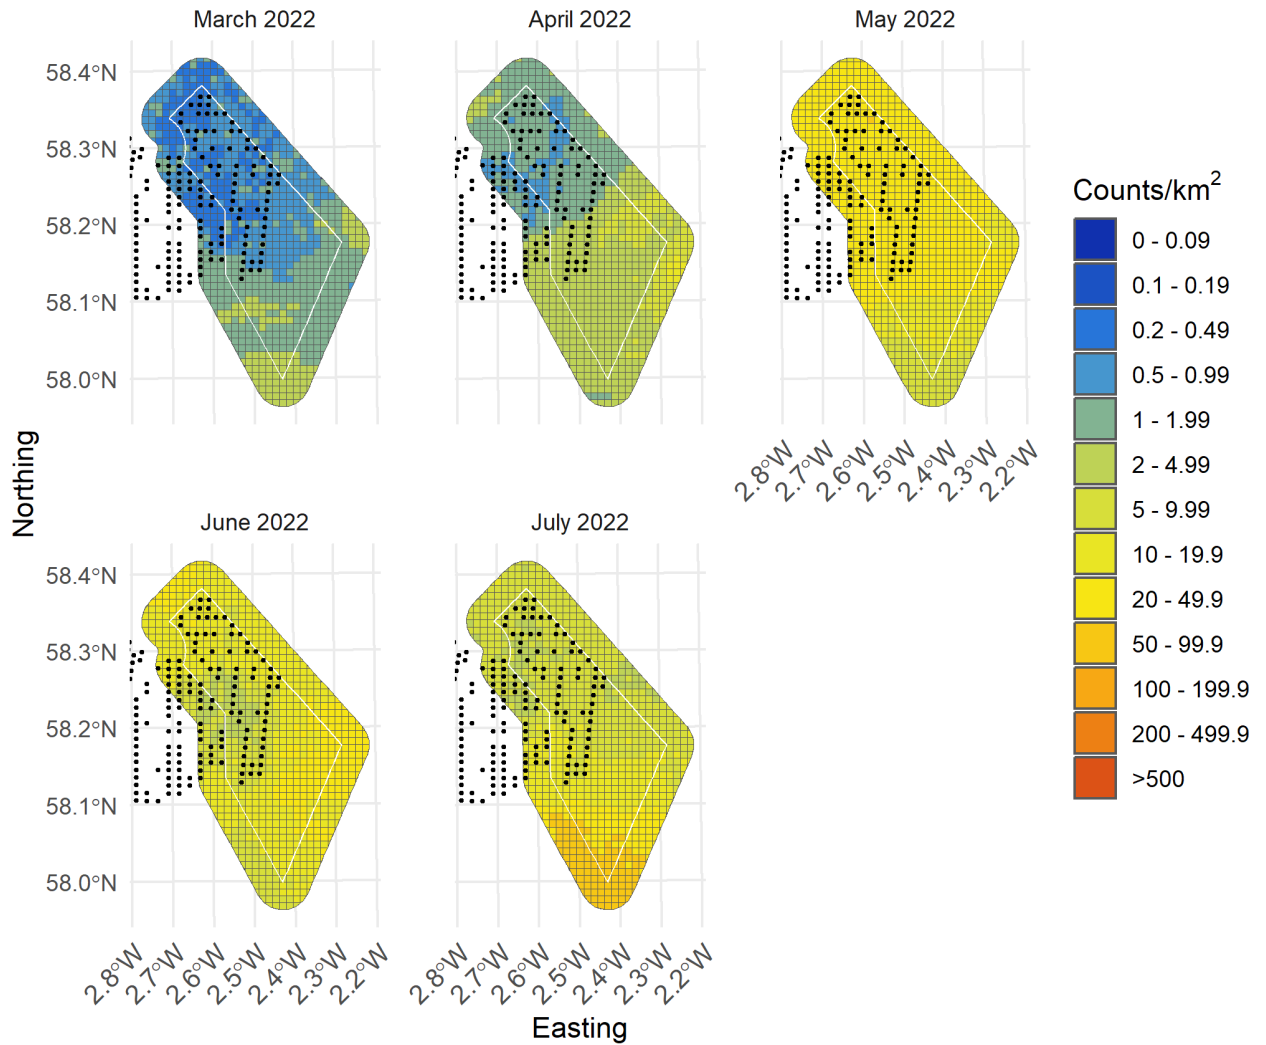 March 2022
April 2022
May 2022
58.4°N
58.3°N
58.2°N
58.1°N
58.0°N
2.8°W
2.7°W
2.6°W
2.5°W
2.4°W
2.3°W
2.2°W
June 2022
July 2022
58.4°N
58.3°N
58.2°N
58.1°N
58.0°N
2.8°W
2.7°W
2.6°W
2.5°W
2.4°W
2.3°W
2.2°W
2.8°W
2.7°W
2.6°W
2.5°W
2.4°W
2.3°W
2.2°W
Northing
Easting
Counts/km²
0 - 0.09
0.1 - 0.19
0.2 - 0.49
0.5 - 0.99
1 - 1.99
2 - 4.99
5 - 9.99
10 - 19.9
20 - 49.9
50 - 99.9
100 - 199.9
200 - 499.9
>500